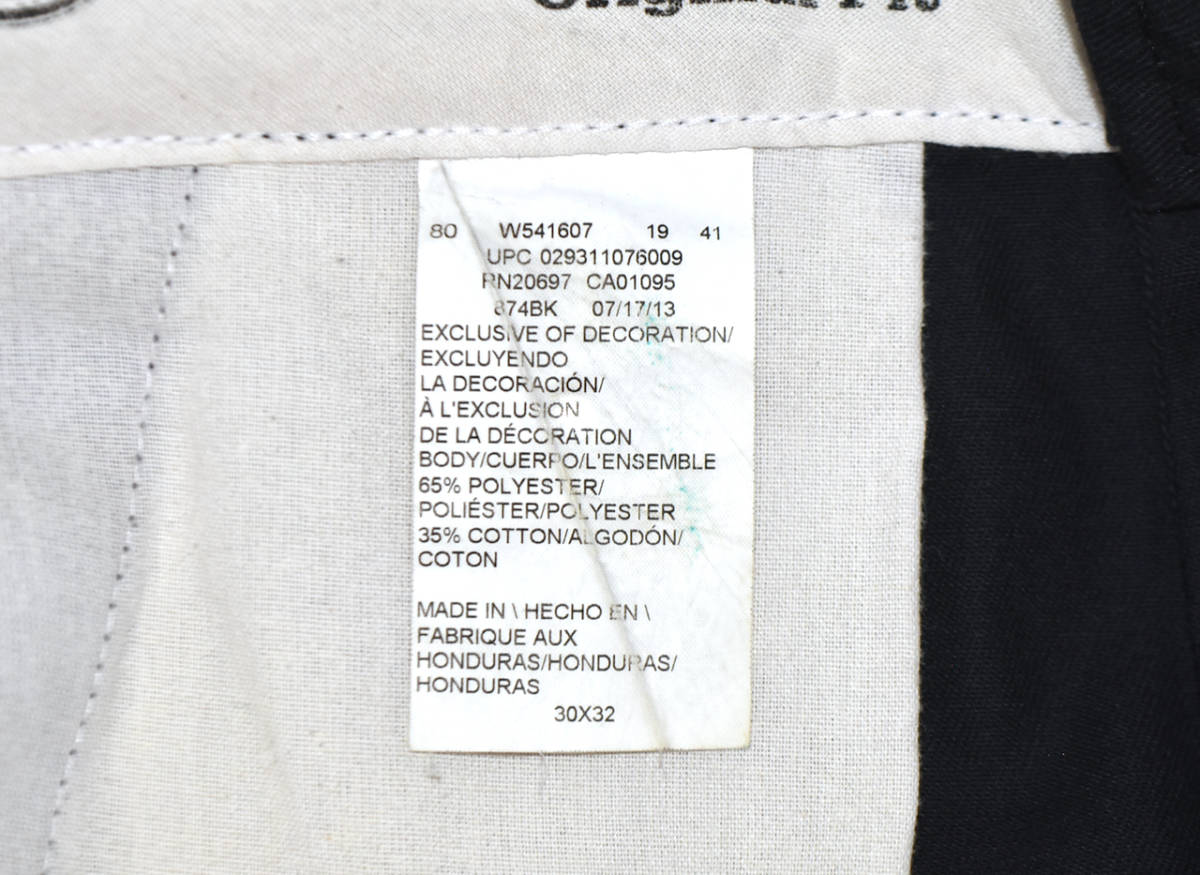 Original Fit
80 W541607 19 41
UPC 029311076009
RN20697 CA01095
874BK 07/17/13
EXCLUSIVE OF DECORATION/
EXCLUYENDO
LA DECORACIÓN/
À L'EXCLUSION
DE LA DÉCORATION
BODY/CUERPO/L'ENSEMBLE
65% POLYESTER/
POLIÉSTER/POLYESTER
35% COTTON/ALGODÓN/
COTON
MADE IN \ HECHO EN \
FABRIQUE AUX
HONDURAS/HONDURAS/
HONDURAS
30X32